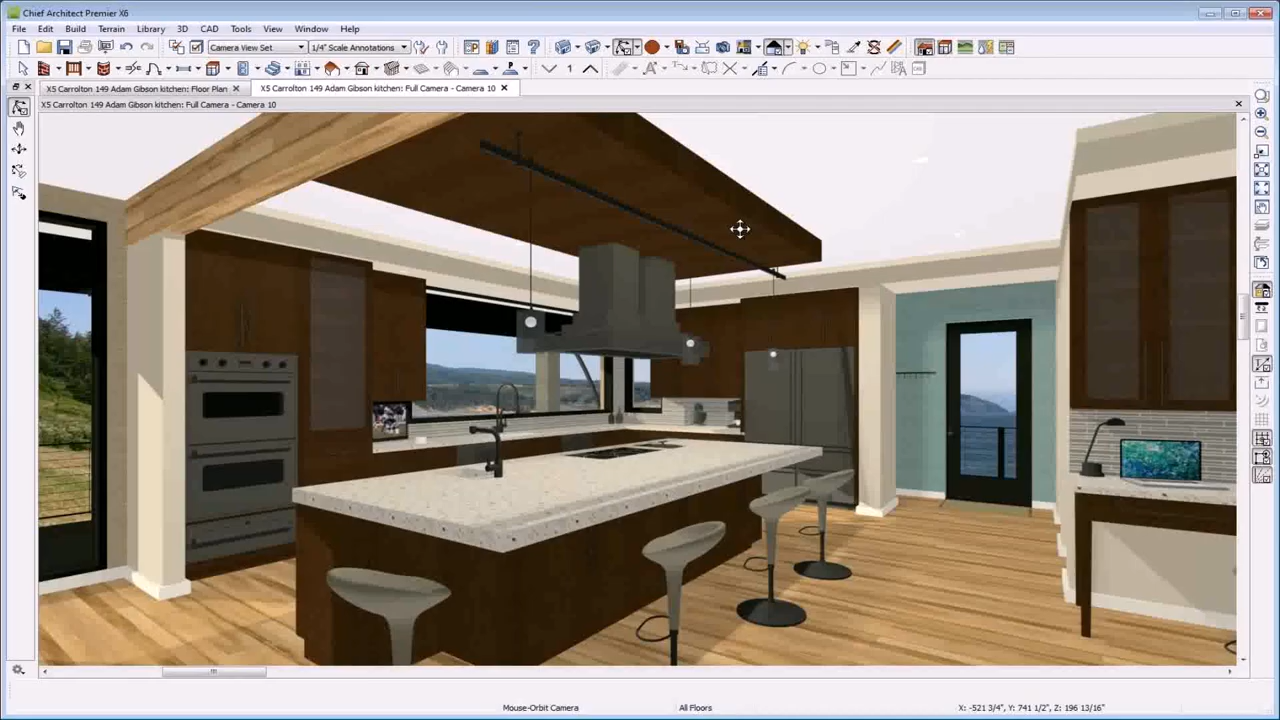 Chief Architect Premier X6
File Edit Build Terrain Library 3D CAD Tools View Window Help
Camera View Set 1/4" Scale Annotations
1
X5 Carrolton 149 Adam Gibson kitchen: Floor Plan X5 Carrolton 149 Adam Gibson kitchen: Full Camera - Camera 10
X5 Carrolton 149 Adam Gibson kitchen: Full Camera - Camera 10
Mouse-Orbit Camera All Floors X: -521 3/4", Y: 741 1/2", Z: 196 13/16"